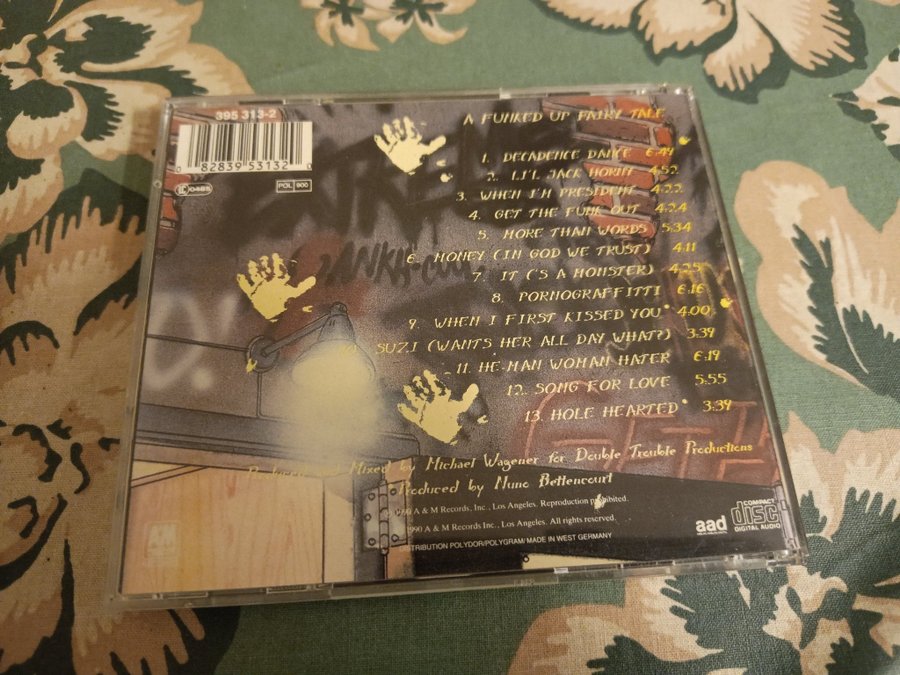 395 313-2
0 82839 53132 0
E 0485
POL 900
A FUNKED UP FAIRY TALE
1. DECADENCE DANCE 6:49
2. LI'L JACK HORNY 4:52
3. WHEN I'M PRESIDENT 4:22
4. GET THE FUNK OUT 4:24
5. MORE THAN WORDS 5:34
6. MONEY (IN GOD WE TRUST) 4:11
7. IT ('S A MONSTER) 4:25
8. PORNOGRAFFITTI 6:16
9. WHEN I FIRST KISSED YOU* 4:00
SUZI (WANTS HER ALL DAY WHAT?) 3:39
11. HE-MAN WOMAN HATER 6:19
12. SONG FOR LOVE 5:55
13. HOLE HEARTED* 3:39
Mixed by Michael Wagener for Double Trouble Productions
Produced by Nuno Bettencourt
1990 A & M Records, Inc., Los Angeles. Reproduction prohibited.
1990 A & M Records Inc., Los Angeles. All rights reserved.
DISTRIBUTION POLYDOR/POLYGRAM/ MADE IN WEST GERMANY
aad
COMPACT
disc
DIGITAL AUDIO